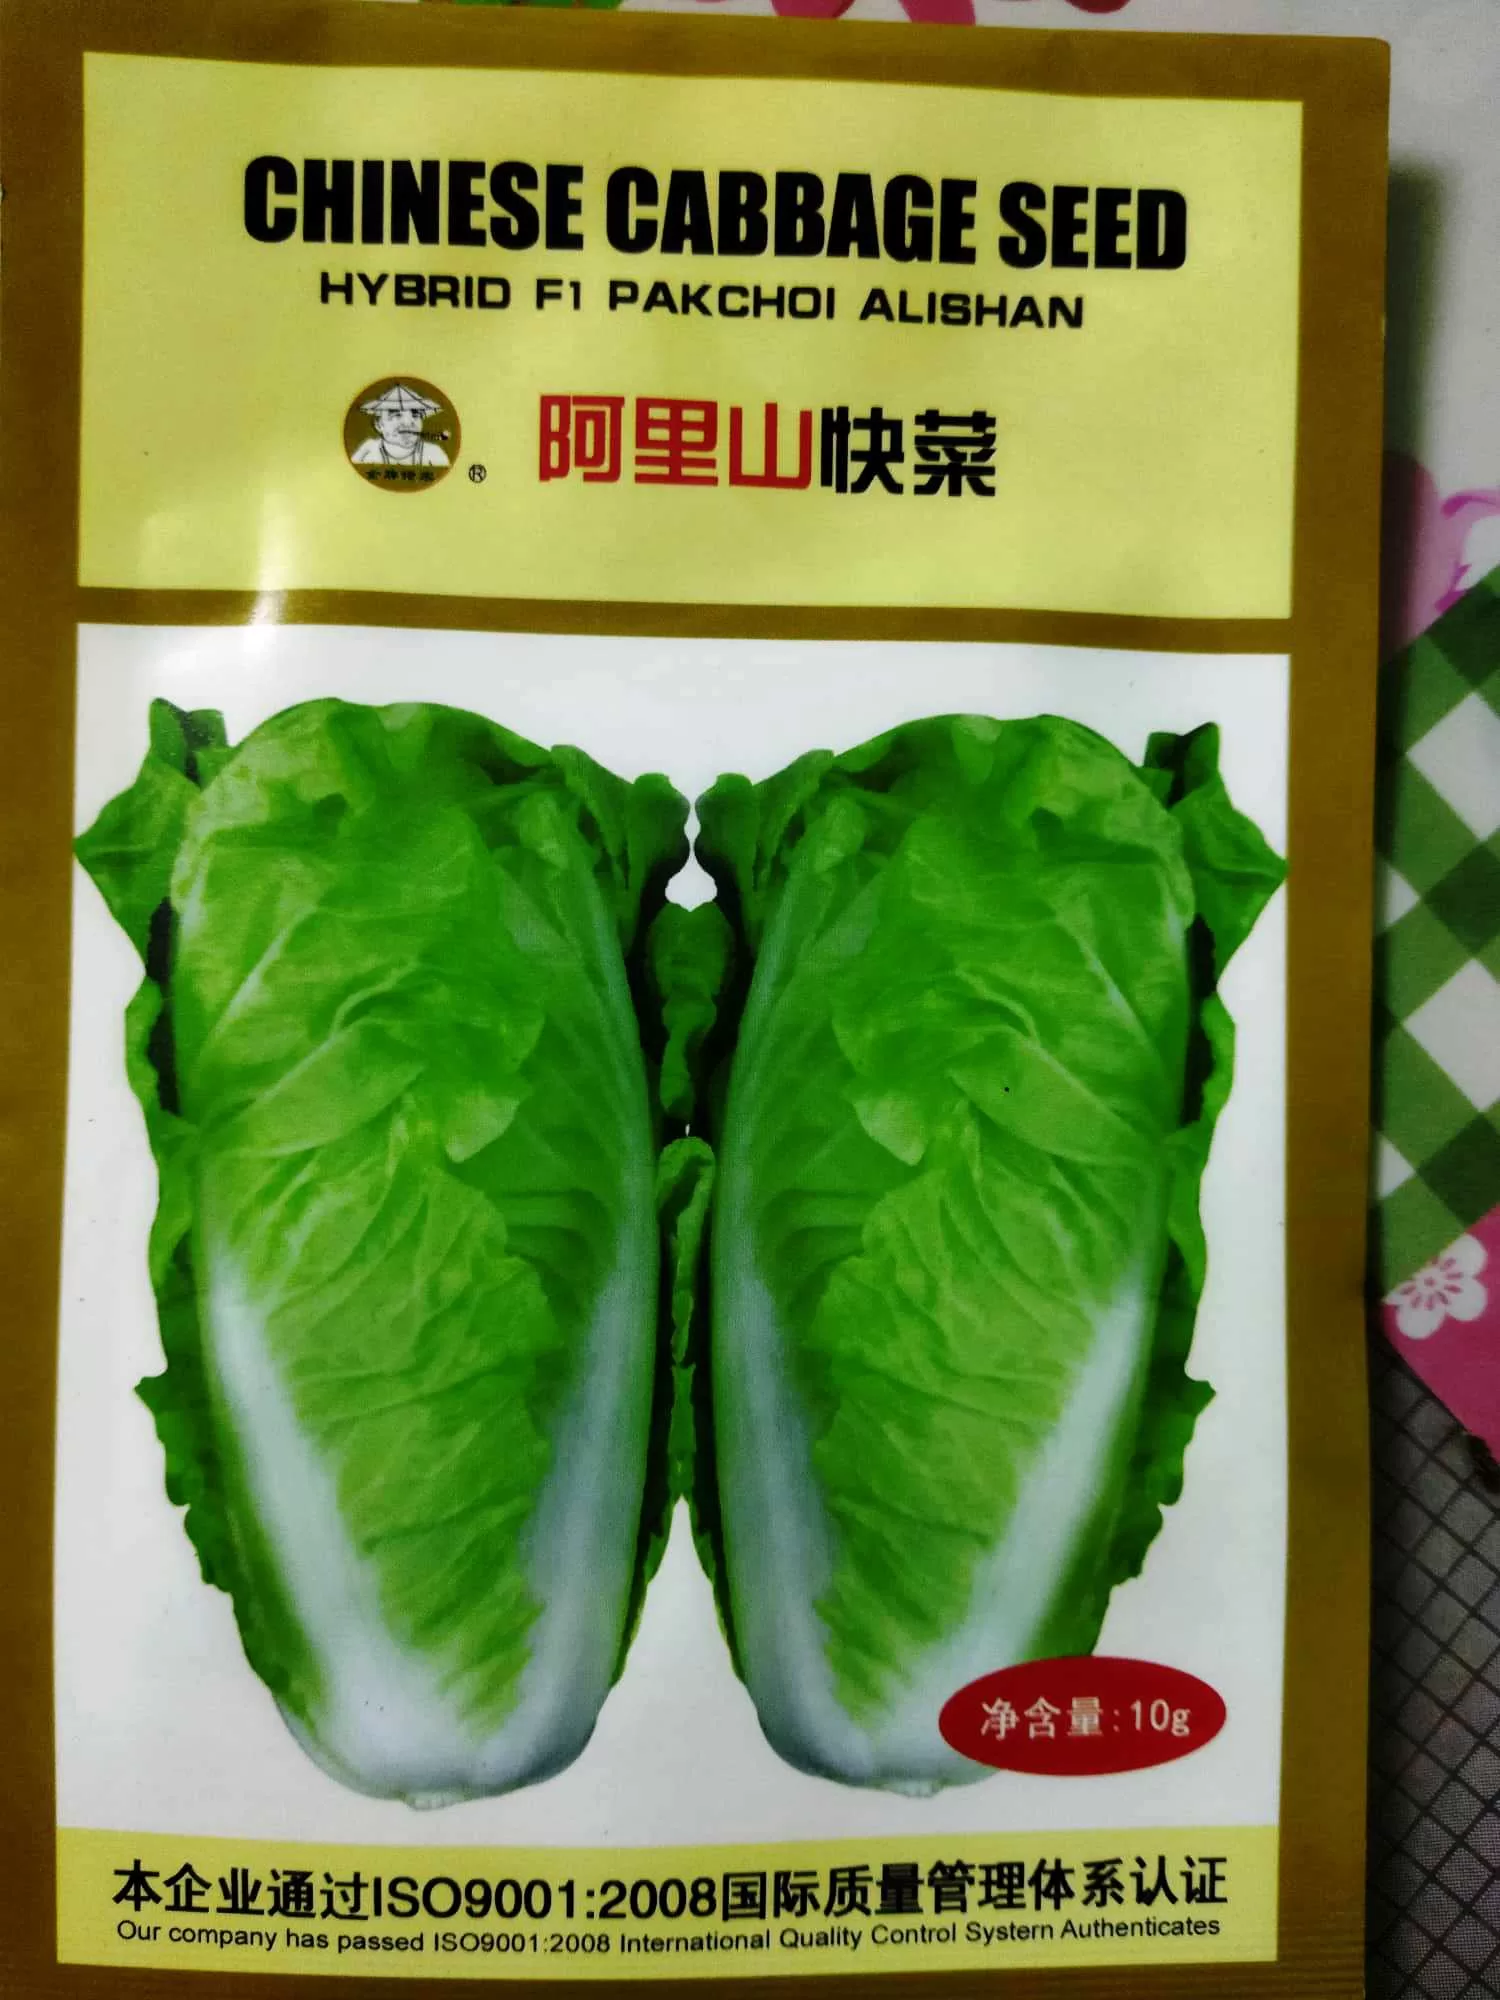 CHINESE CABBAGE SEED
HYBRID F1 PAKCHOI ALISHAN
® 阿里山快菜
净含量:10g
本企业通过ISO9001:2008国际质量管理体系认证
Our company has passed ISO9001:2008 International Quality Control Systern Authenticates